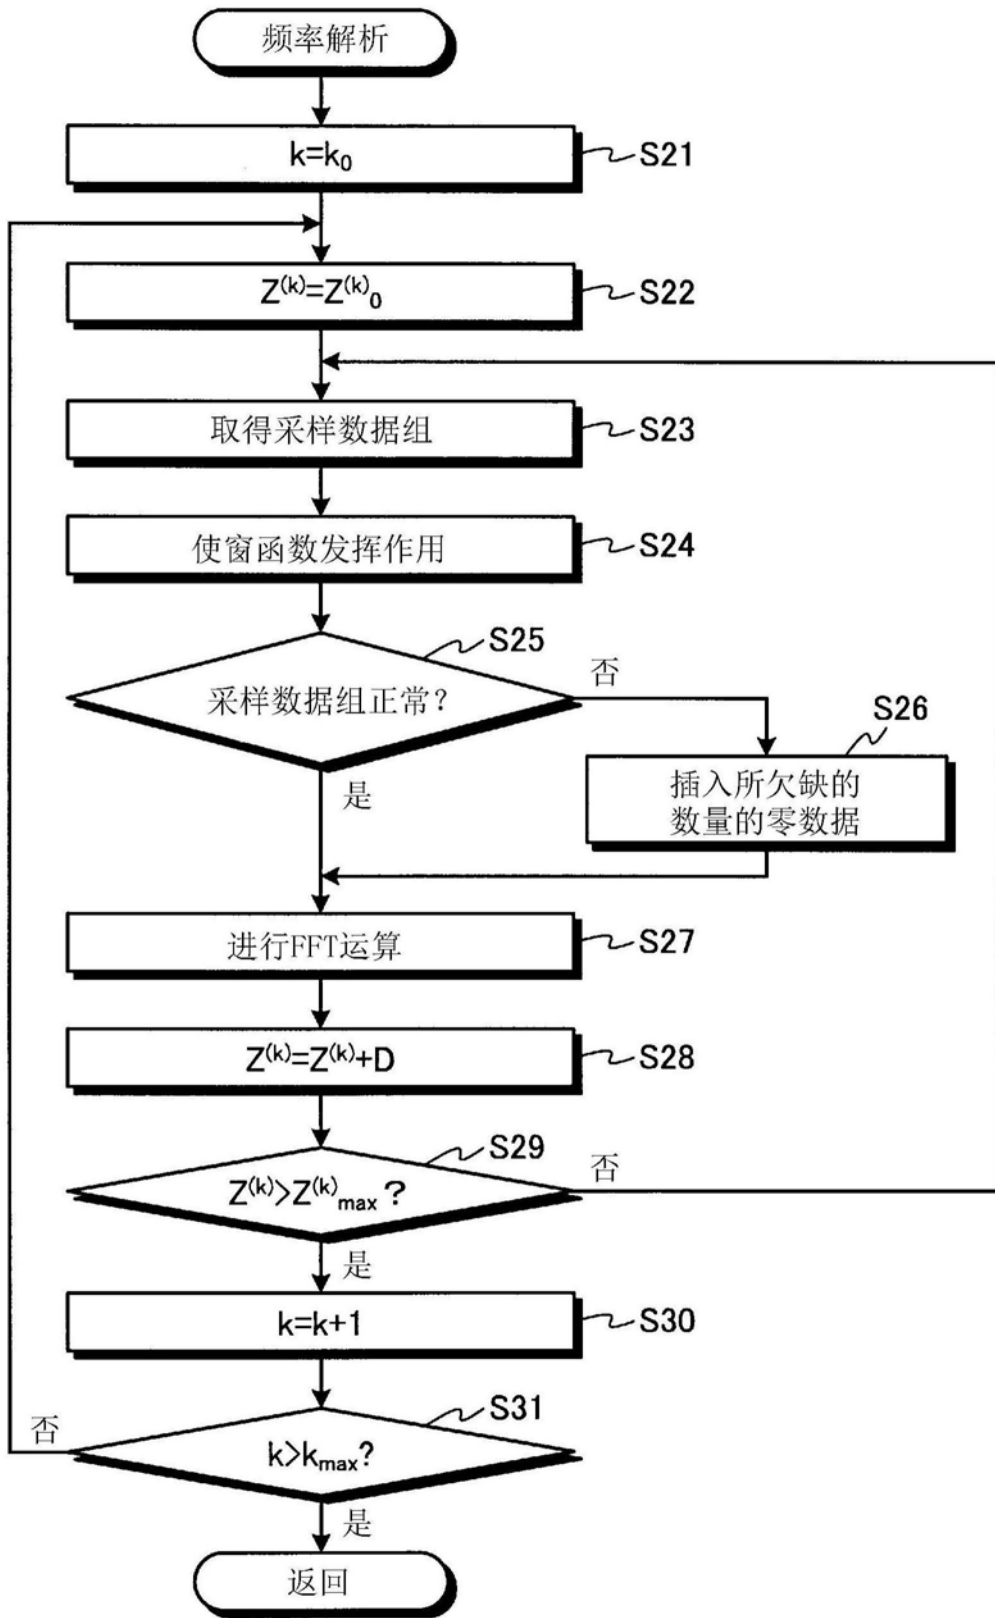 频率解析
k=k₀
S21
Z⁽ᵏ⁾=Z⁽ᵏ⁾₀
S22
取得采样数据组
S23
使窗函数发挥作用
S24
S25
采样数据组正常?
否
S26
插入所欠缺的
数量的零数据
是
进行FFT运算
S27
Z⁽ᵏ⁾=Z⁽ᵏ⁾+D
S28
S29
Z⁽ᵏ⁾>Z⁽ᵏ⁾max?
否
是
k=k+1
S30
S31
否
k>kmax?
是
返回